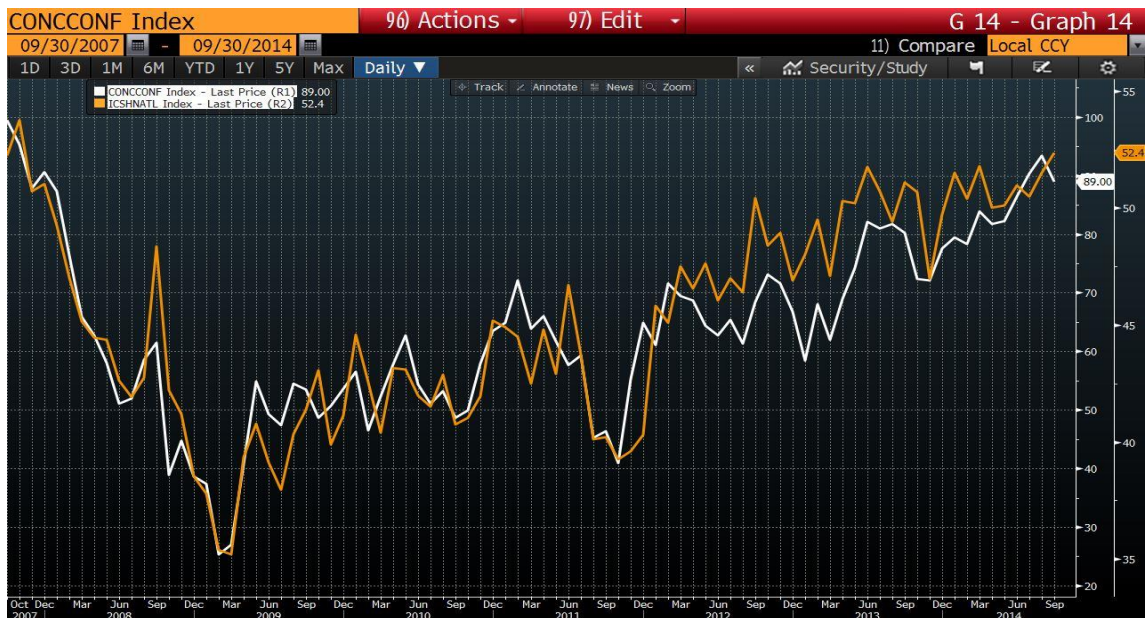 CONCCONF Index 96) Actions 97) Edit G 14 - Graph 14
09/30/2007 - 09/30/2014 11) Compare Local CCY
1D 3D 1M 6M YTD 1Y 5Y Max Daily ▼ « Security/Study
Track Annotate News Zoom
CONCCONF Index - Last Price (R1) 89.00
ICSHNATL Index - Last Price (R2) 52.4
55
100
52.4
89.00
50
80
70
45
60
50
40
40
30
35
20
Oct Dec Mar Jun Sep Dec Mar Jun Sep Dec Mar Jun Sep Dec Mar Jun Sep Dec Mar Jun Sep Dec Mar Jun Sep Dec Mar Jun Sep
2007 2008 2009 2010 2011 2012 2013 2014